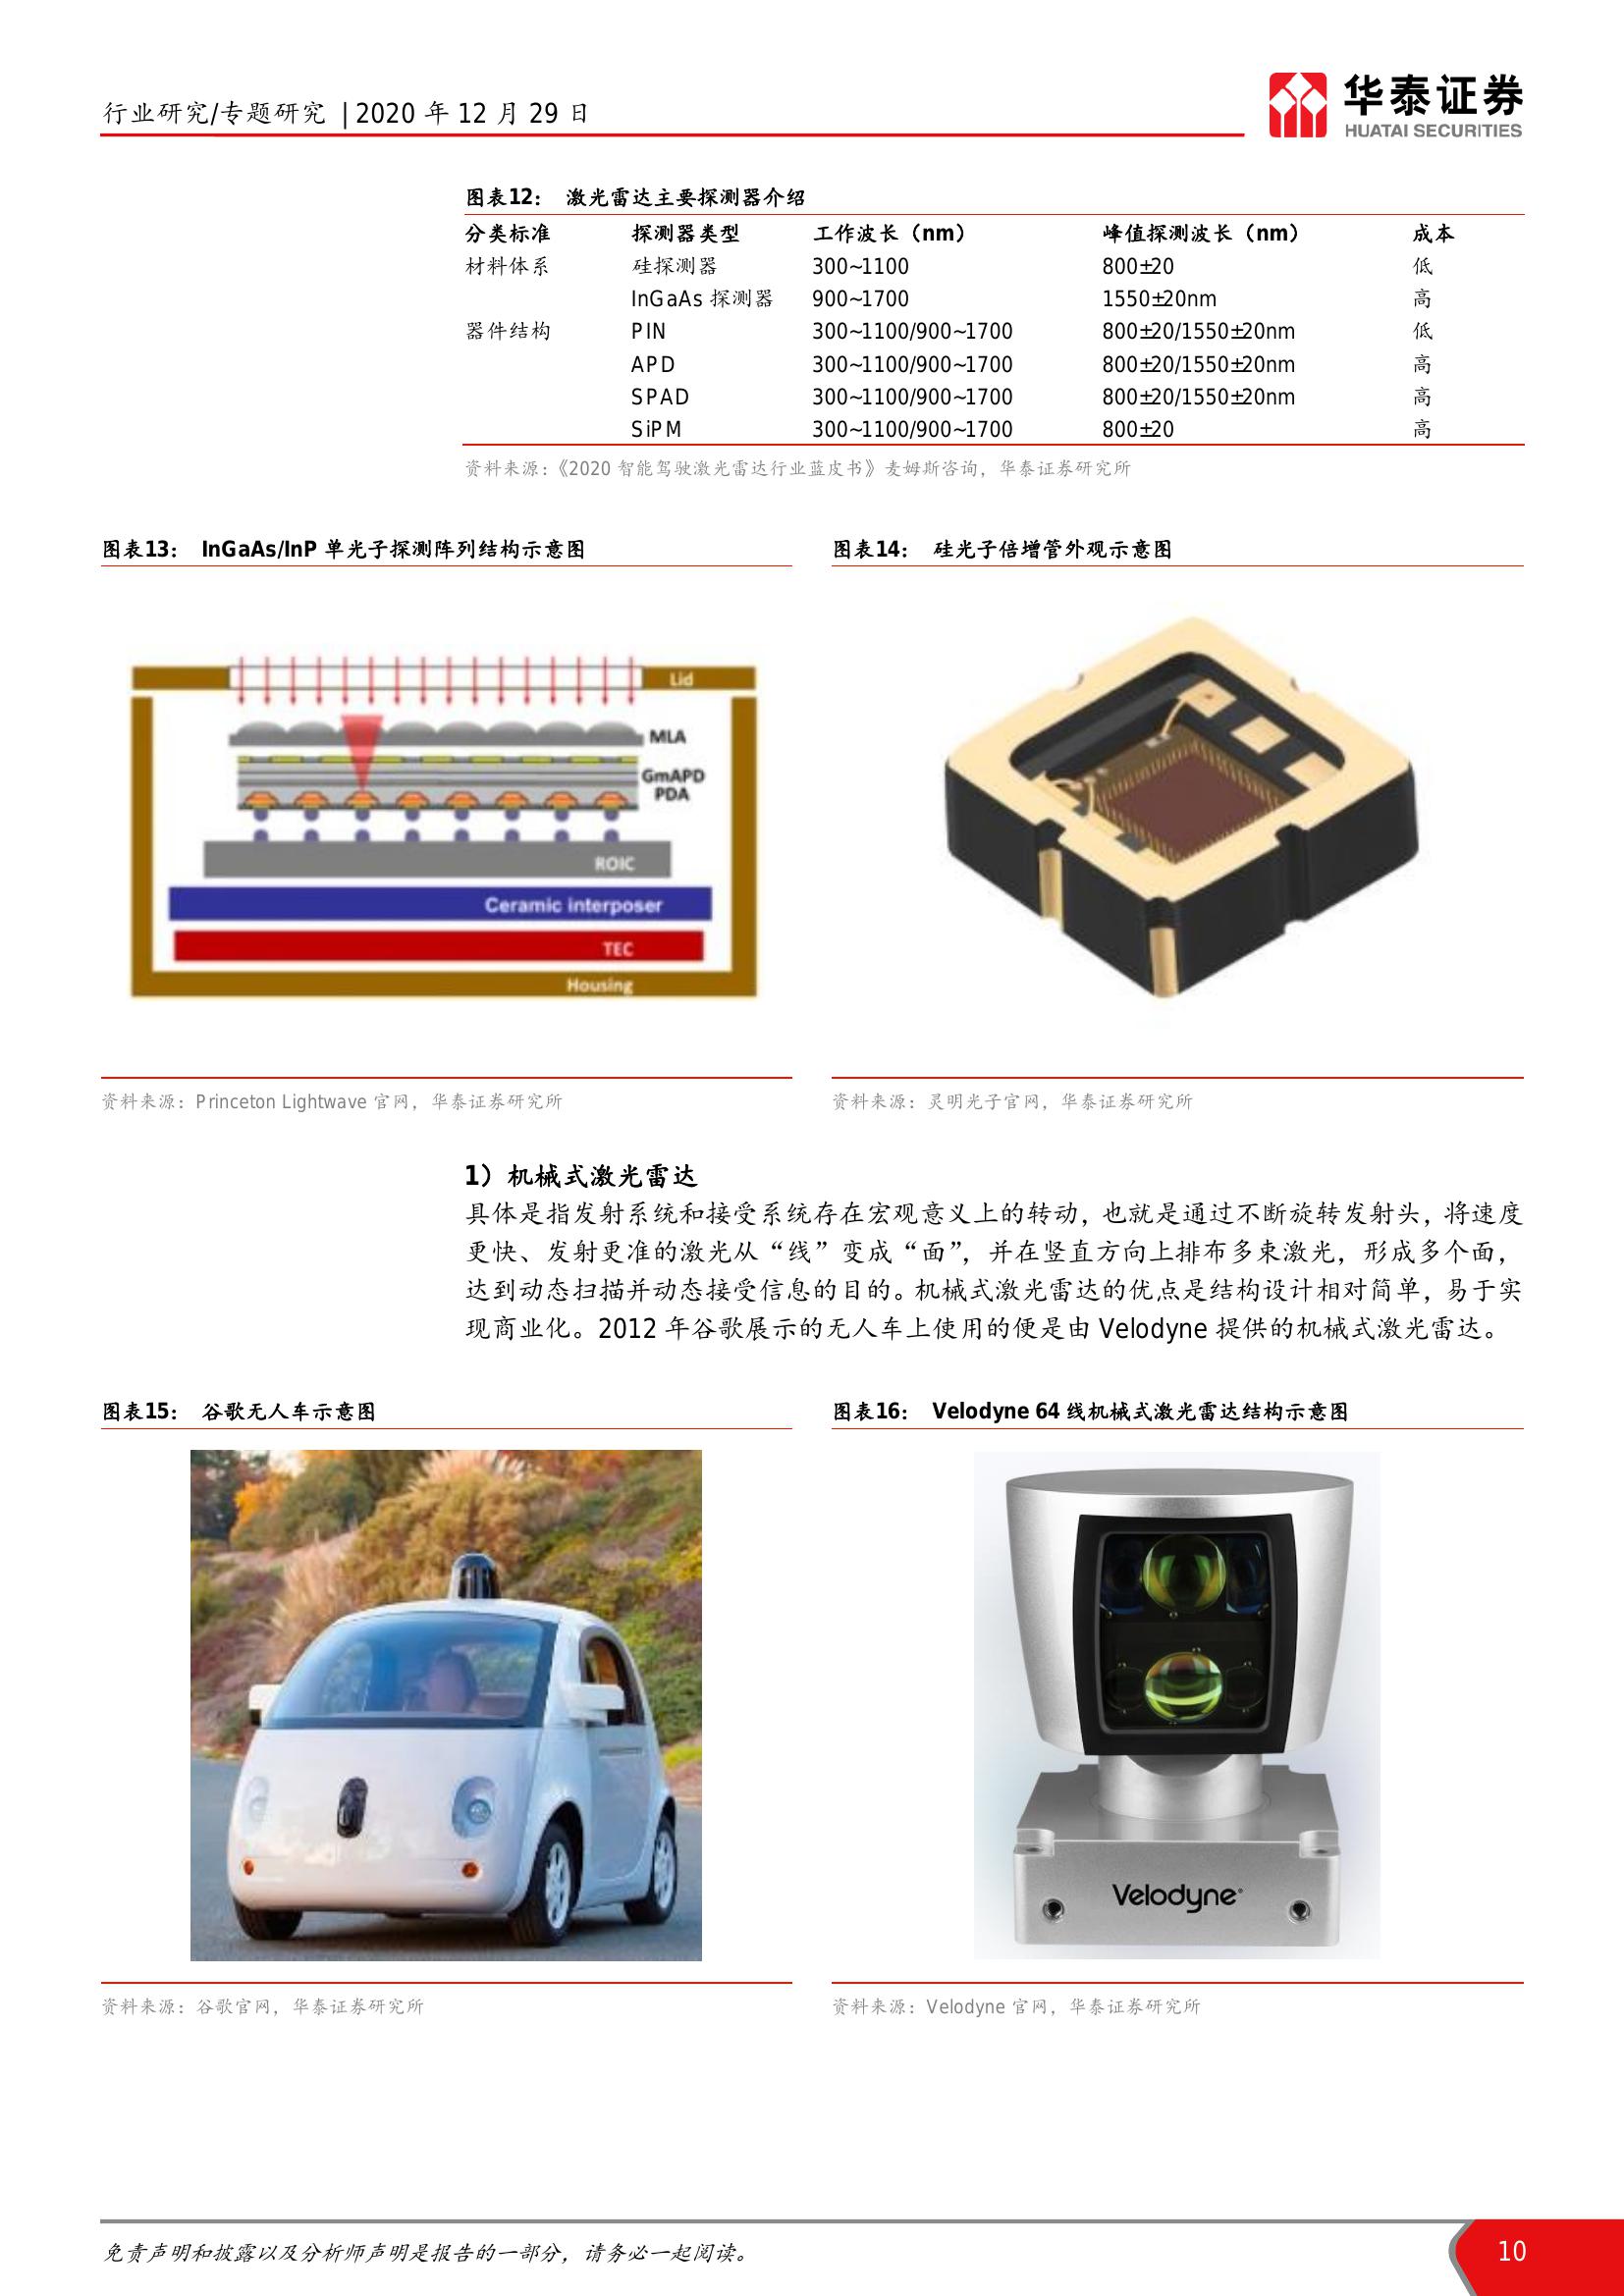 行业研究/专题研究 | 2020 年 12 月 29 日
华泰证券
HUATAI SECURITIES
图表12： 激光雷达主要探测器介绍
分类标准 探测器类型 工作波长（nm） 峰值探测波长（nm） 成本
材料体系 硅探测器 300~1100 800±20 低
InGaAs 探测器 900~1700 1550±20nm 高
器件结构 PIN 300~1100/900~1700 800±20/1550±20nm 低
APD 300~1100/900~1700 800±20/1550±20nm 高
SPAD 300~1100/900~1700 800±20/1550±20nm 高
SiPM 300~1100/900~1700 800±20 高
资料来源：《2020 智能驾驶激光雷达行业蓝皮书》麦姆斯咨询，华泰证券研究所
图表13： InGaAs/InP 单光子探测阵列结构示意图
Lid
MLA
GmAPD
PDA
ROIC
Ceramic interposer
TEC
Housing
资料来源：Princeton Lightwave 官网，华泰证券研究所
图表14： 硅光子倍增管外观示意图
资料来源：灵明光子官网，华泰证券研究所
1）机械式激光雷达
具体是指发射系统和接受系统存在宏观意义上的转动，也就是通过不断旋转发射头，将速度
更快、发射更准的激光从“线”变成“面”，并在竖直方向上排布多束激光，形成多个面，
达到动态扫描并动态接受信息的目的。机械式激光雷达的优点是结构设计相对简单，易于实
现商业化。2012 年谷歌展示的无人车上使用的便是由 Velodyne 提供的机械式激光雷达。
图表15： 谷歌无人车示意图
资料来源：谷歌官网，华泰证券研究所
图表16： Velodyne 64 线机械式激光雷达结构示意图
Velodyne
资料来源：Velodyne 官网，华泰证券研究所
免责声明和披露以及分析师声明是报告的一部分，请务必一起阅读。
10